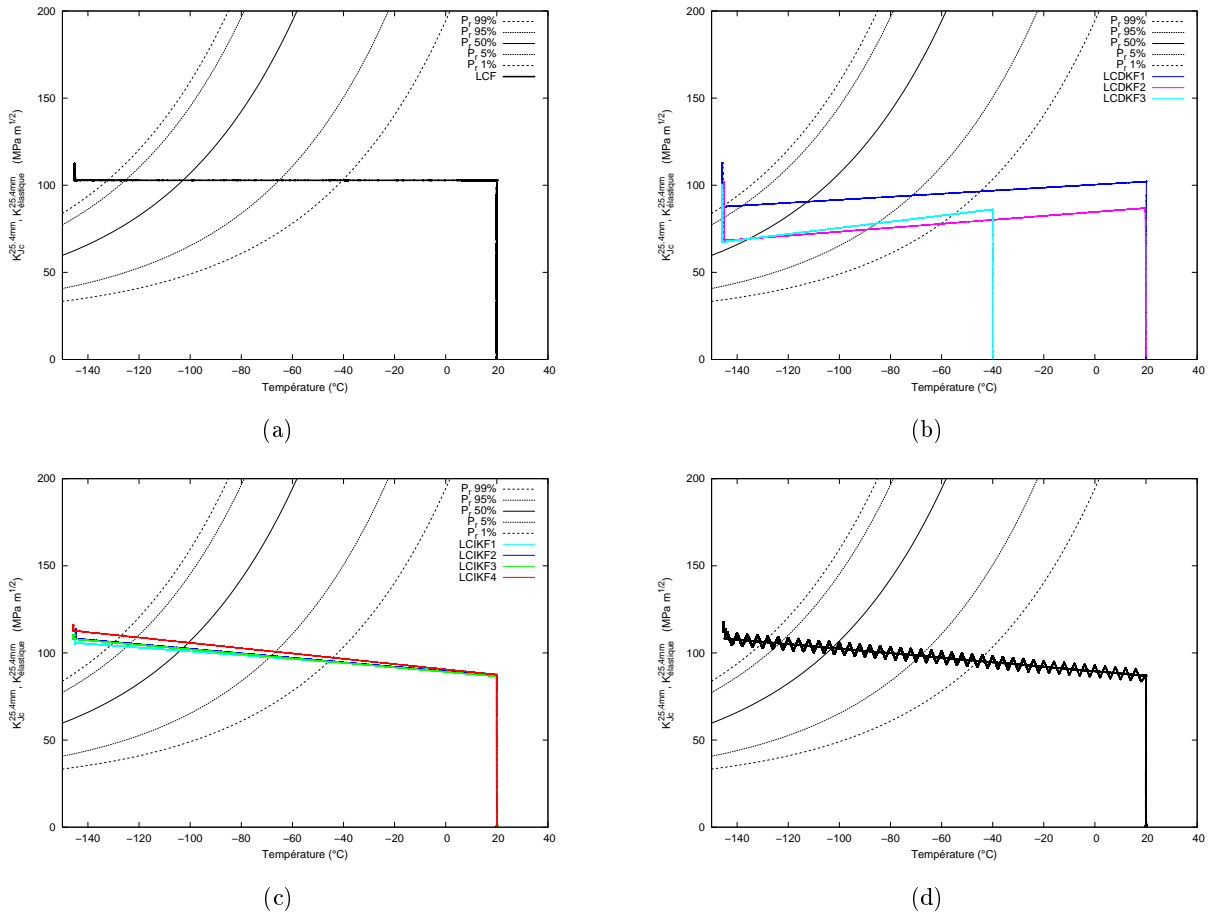 200
150
100
50
0
−140 −120 −100 −80 −60 −40 −20 0 20 40
K_Jc^25.4mm , K_élastique^25.4mm (MPa m^1/2)
Température (°C)
P_r 99%
P_r 95%
P_r 50%
P_r 5%
P_r 1%
LCF
(a)
200
150
100
50
0
−140 −120 −100 −80 −60 −40 −20 0 20 40
K_Jc^25.4mm , K_élastique^25.4mm (MPa m^1/2)
Température (°C)
P_r 99%
P_r 95%
P_r 50%
P_r 5%
P_r 1%
LCDKF1
LCDKF2
LCDKF3
(b)
200
150
100
50
0
−140 −120 −100 −80 −60 −40 −20 0 20 40
K_Jc^25.4mm , K_élastique^25.4mm (MPa m^1/2)
Température (°C)
P_r 99%
P_r 95%
P_r 50%
P_r 5%
P_r 1%
LCIKF1
LCIKF2
LCIKF3
LCIKF4
(c)
200
150
100
50
0
−140 −120 −100 −80 −60 −40 −20 0 20 40
K_Jc^25.4mm , K_élastique^25.4mm (MPa m^1/2)
Température (°C)
(d)